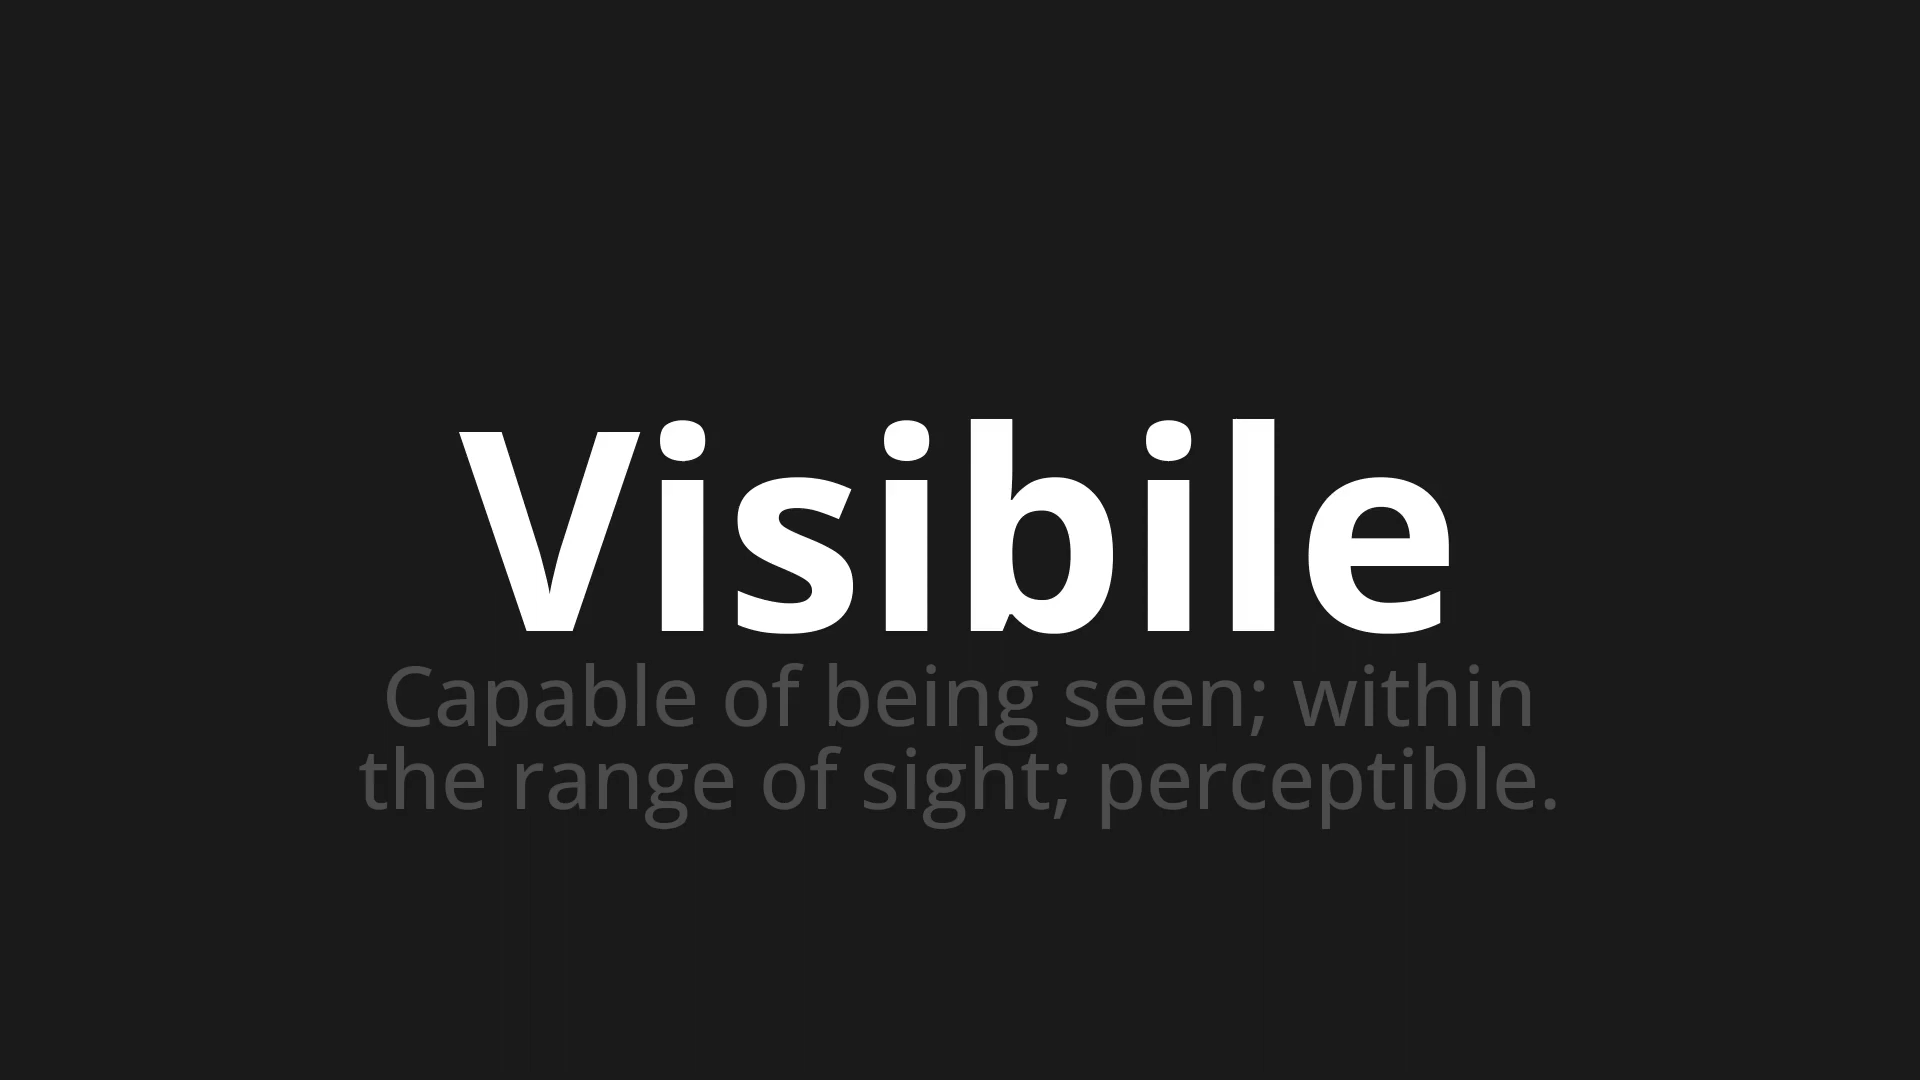 Visibile
Capable of being seen; within
the range of sight; perceptible.